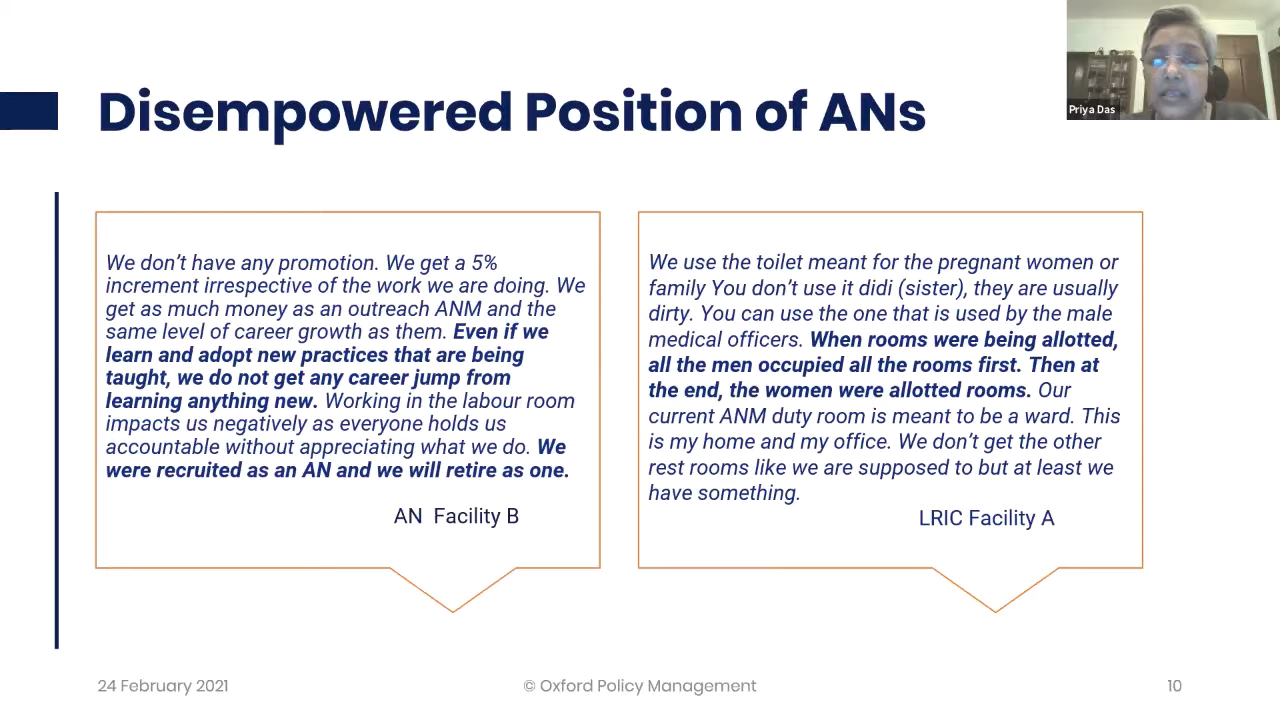 Priya Das
Disempowered Position of ANs
We don't have any promotion. We get a 5%
increment irrespective of the work we are doing. We
get as much money as an outreach ANM and the
same level of career growth as them. Even if we
learn and adopt new practices that are being
taught, we do not get any career jump from
learning anything new. Working in the labour room
impacts us negatively as everyone holds us
accountable without appreciating what we do. We
were recruited as an AN and we will retire as one.
AN Facility B
We use the toilet meant for the pregnant women or
family You don't use it didi (sister), they are usually
dirty. You can use the one that is used by the male
medical officers. When rooms were being allotted,
all the men occupied all the rooms first. Then at
the end, the women were allotted rooms. Our
current ANM duty room is meant to be a ward. This
is my home and my office. We don't get the other
rest rooms like we are supposed to but at least we
have something.
LRIC Facility A
24 February 2021
© Oxford Policy Management
10